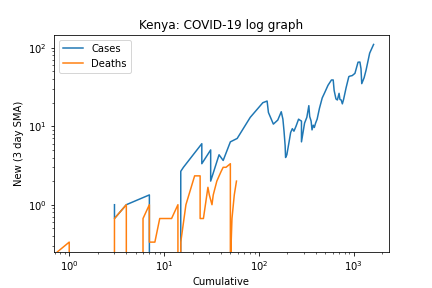 Kenya: COVID-19 log graph
Cases
Deaths
New (3 day SMA)
10²
10¹
10⁰
10⁰ 10¹ 10² 10³
Cumulative